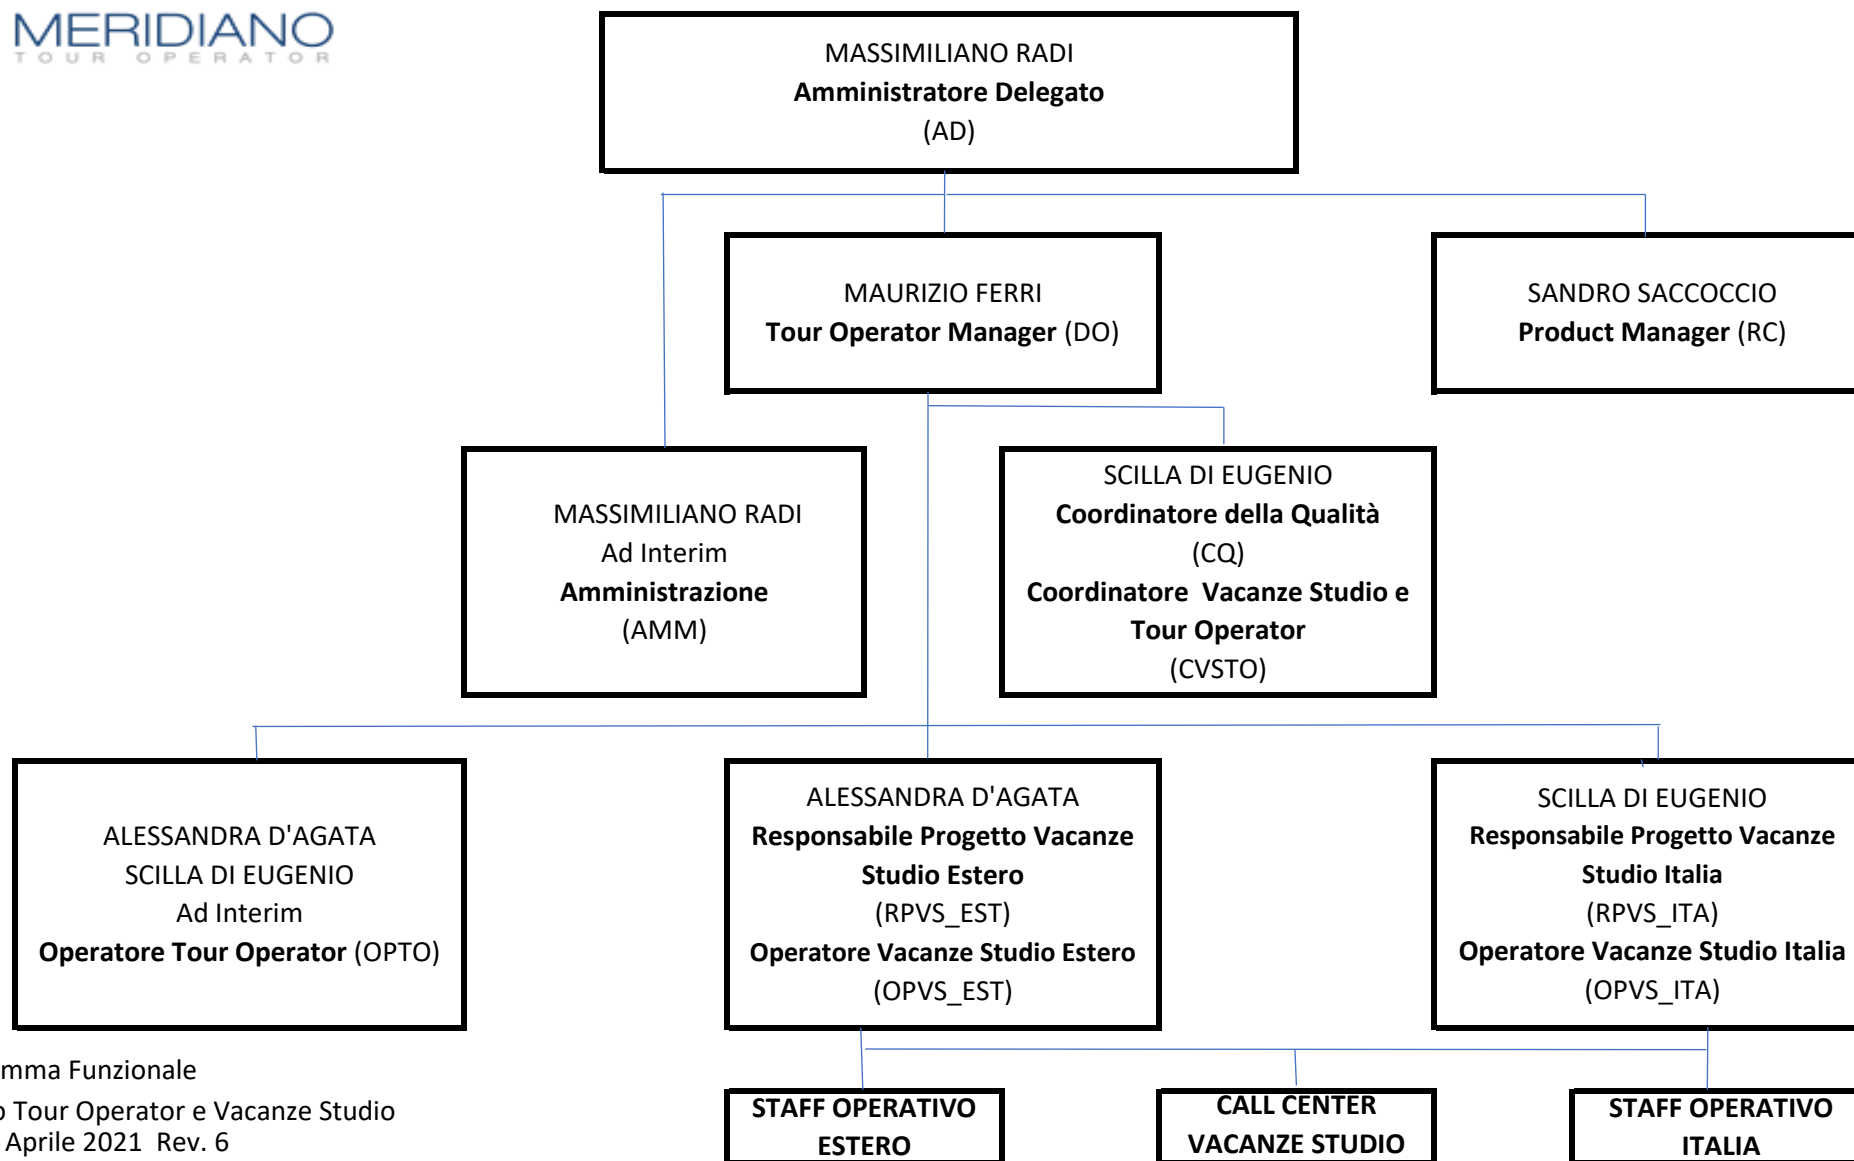 MERIDIANO
TOUR OPERATOR
MASSIMILIANO RADI
Amministratore Delegato
(AD)
MAURIZIO FERRI
Tour Operator Manager (DO)
SANDRO SACCOCCIO
Product Manager (RC)
MASSIMILIANO RADI
Ad Interim
Amministrazione
(AMM)
SCILLA DI EUGENIO
Coordinatore della Qualità
(CQ)
Coordinatore  Vacanze Studio e
Tour Operator
(CVSTO)
ALESSANDRA D'AGATA
SCILLA DI EUGENIO
Ad Interim
Operatore Tour Operator (OPTO)
ALESSANDRA D'AGATA
Responsabile Progetto Vacanze
Studio Estero
(RPVS_EST)
Operatore Vacanze Studio Estero
(OPVS_EST)
SCILLA DI EUGENIO
Responsabile Progetto Vacanze
Studio Italia
(RPVS_ITA)
Operatore Vacanze Studio Italia
(OPVS_ITA)
mma Funzionale
o Tour Operator e Vacanze Studio
Aprile 2021  Rev. 6
STAFF OPERATIVO
ESTERO
CALL CENTER
VACANZE STUDIO
STAFF OPERATIVO
ITALIA